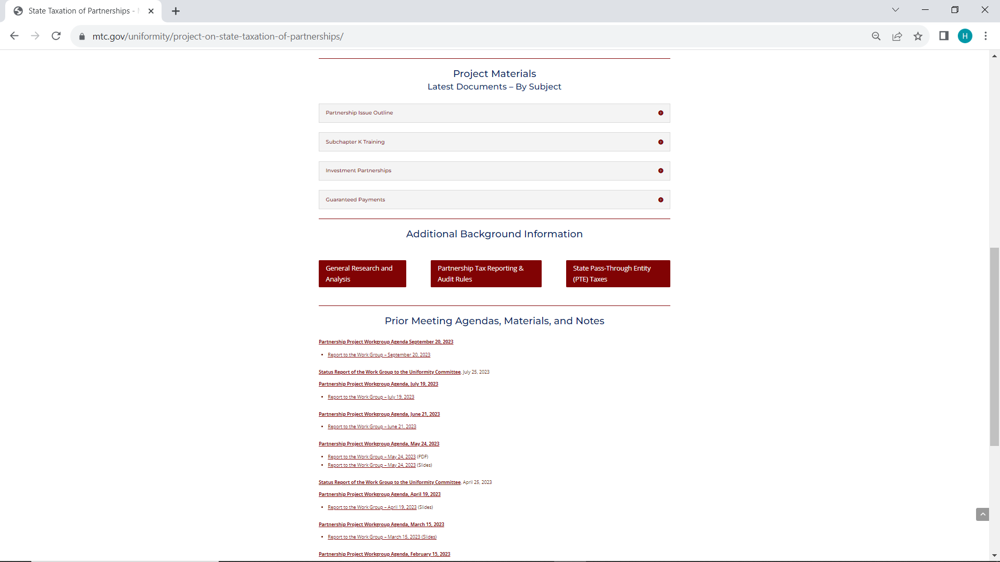 State Taxation of Partnerships -
mtc.gov/uniformity/project-on-state-taxation-of-partnerships/
H
Project Materials
Latest Documents – By Subject
Partnership Issue Outline
Subchapter K Training
Investment Partnerships
Guaranteed Payments
Additional Background Information
General Research and
Analysis
Partnership Tax Reporting &
Audit Rules
State Pass-Through Entity
(PTE) Taxes
Prior Meeting Agendas, Materials, and Notes
Partnership Project Workgroup Agenda September 20, 2023
• Report to the Work Group – September 20, 2023
Status Report of the Work Group to the Uniformity Committee, July 25, 2023
Partnership Project Workgroup Agenda, July 19, 2023
• Report to the Work Group – July 19, 2023
Partnership Project Workgroup Agenda, June 21, 2023
• Report to the Work Group – June 21, 2023
Partnership Project Workgroup Agenda, May 24, 2023
• Report to the Work Group – May 24, 2023 (PDF)
• Report to the Work Group – May 24, 2023 (Slides)
Status Report of the Work Group to the Uniformity Committee, April 25, 2023
Partnership Project Workgroup Agenda, April 19, 2023
• Report to the Work Group – April 19, 2023 (Slides)
Partnership Project Workgroup Agenda, March 15, 2023
• Report to the Work Group – March 15, 2023 (Slides)
Partnership Project Workgroup Agenda, February 15, 2023